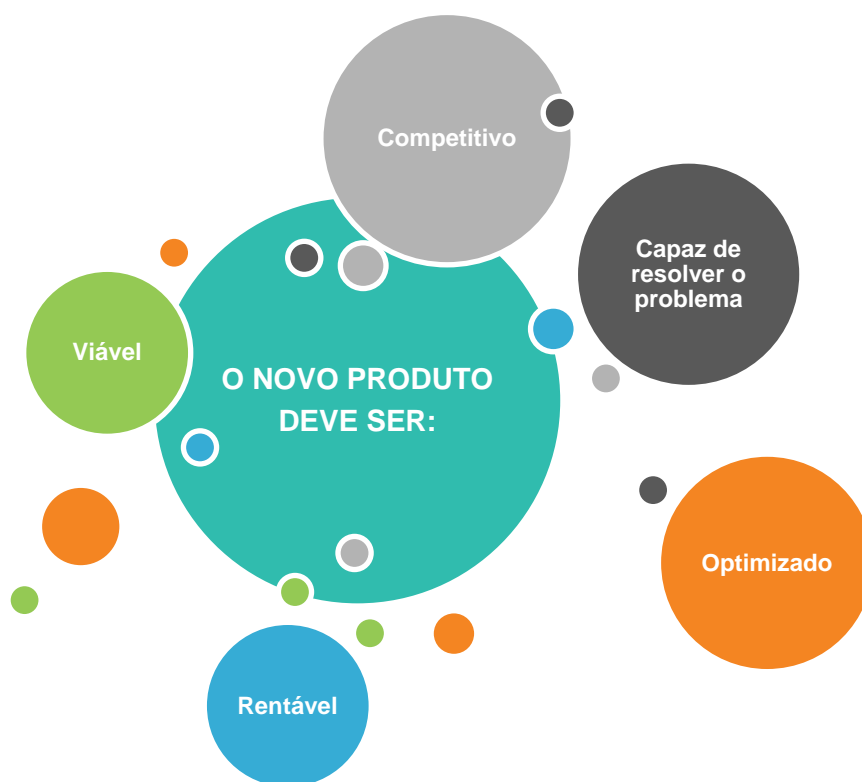 Competitivo
Capaz de
resolver o
problema
Viável
O NOVO PRODUTO
DEVE SER:
Optimizado
Rentável